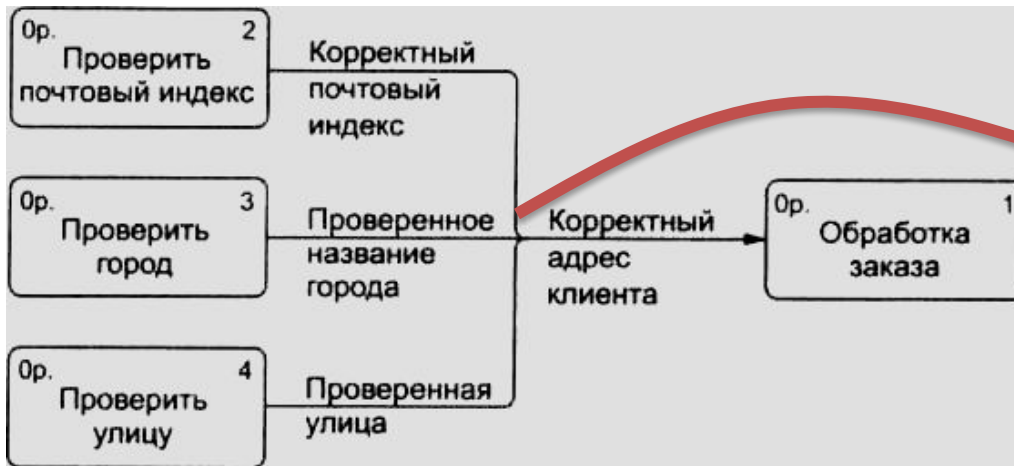 0р. 2
Проверить
почтовый индекс
Корректный
почтовый
индекс
0р. 3
Проверить
город
Проверенное
название
города
Корректный
адрес
клиента
0р. 1
Обработка
заказа
0р. 4
Проверить
улицу
Проверенная
улица